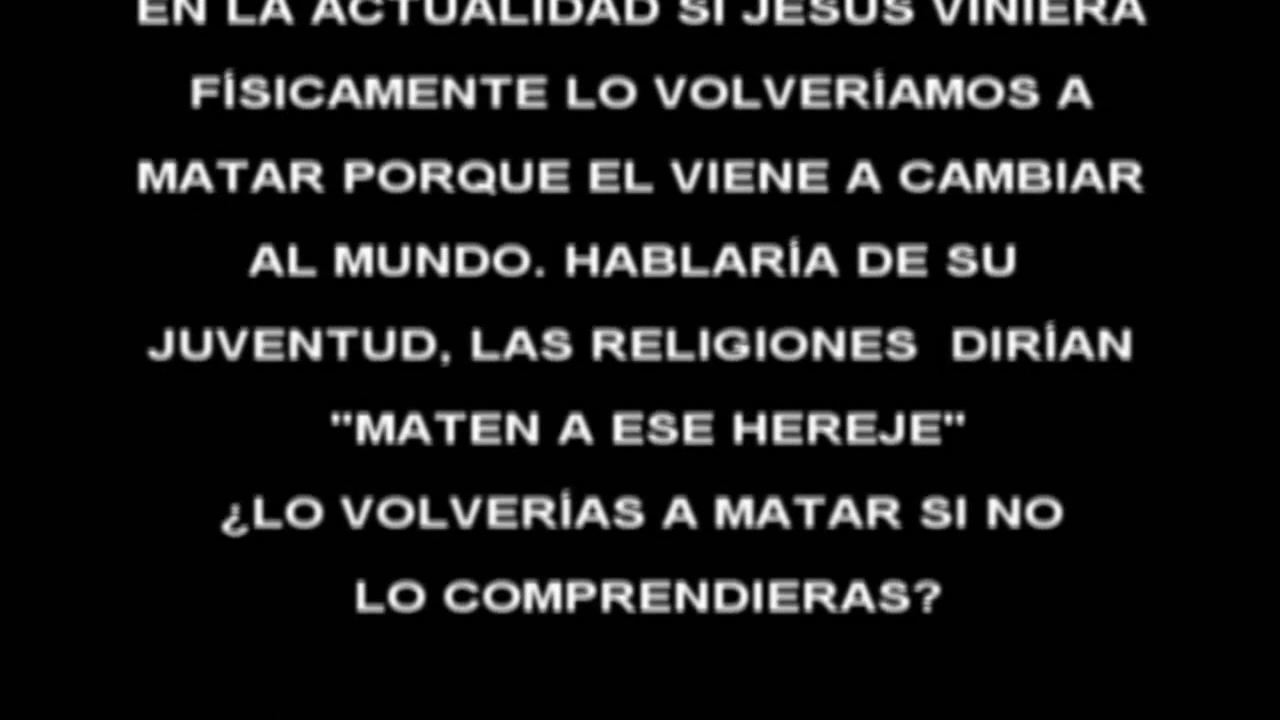 EN LA ACTUALIDAD SI JESUS VINIERA
FÍSICAMENTE LO VOLVERÍAMOS A
MATAR PORQUE EL VIENE A CAMBIAR
AL MUNDO. HABLARÍA DE SU
JUVENTUD, LAS RELIGIONES  DIRÍAN
"MATEN A ESE HEREJE"
¿LO VOLVERÍAS A MATAR SI NO
LO COMPRENDIERAS?